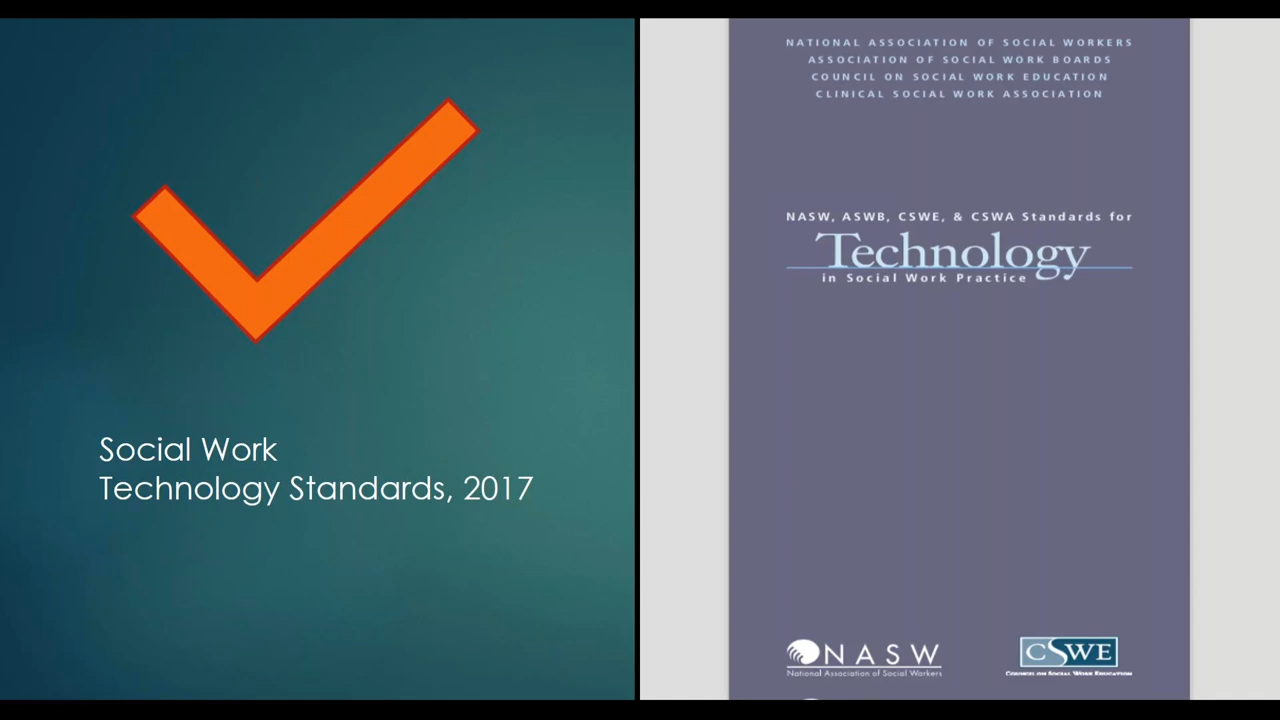 Social Work
Technology Standards, 2017
NATIONAL ASSOCIATION OF SOCIAL WORKERS
ASSOCIATION OF SOCIAL WORK BOARDS
COUNCIL ON SOCIAL WORK EDUCATION
CLINICAL SOCIAL WORK ASSOCIATION
NASW, ASWB, CSWE, & CSWA Standards for
Technology
in Social Work Practice
NASW
National Association of Social Workers
CSWE
COUNCIL ON SOCIAL WORK EDUCATION